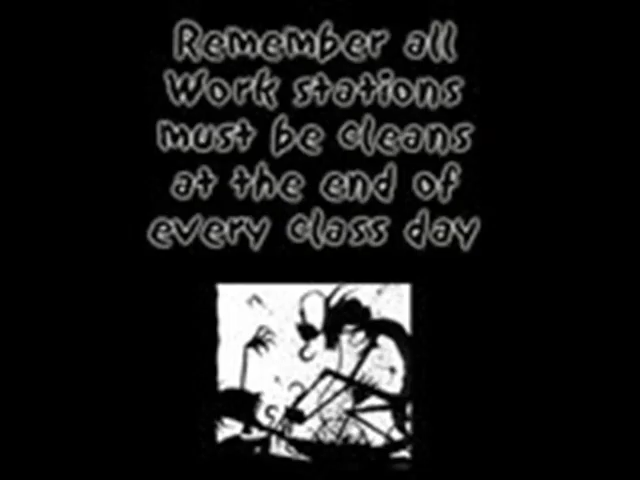 Remember all
Work stations
must be cleans
at the end of
every class day